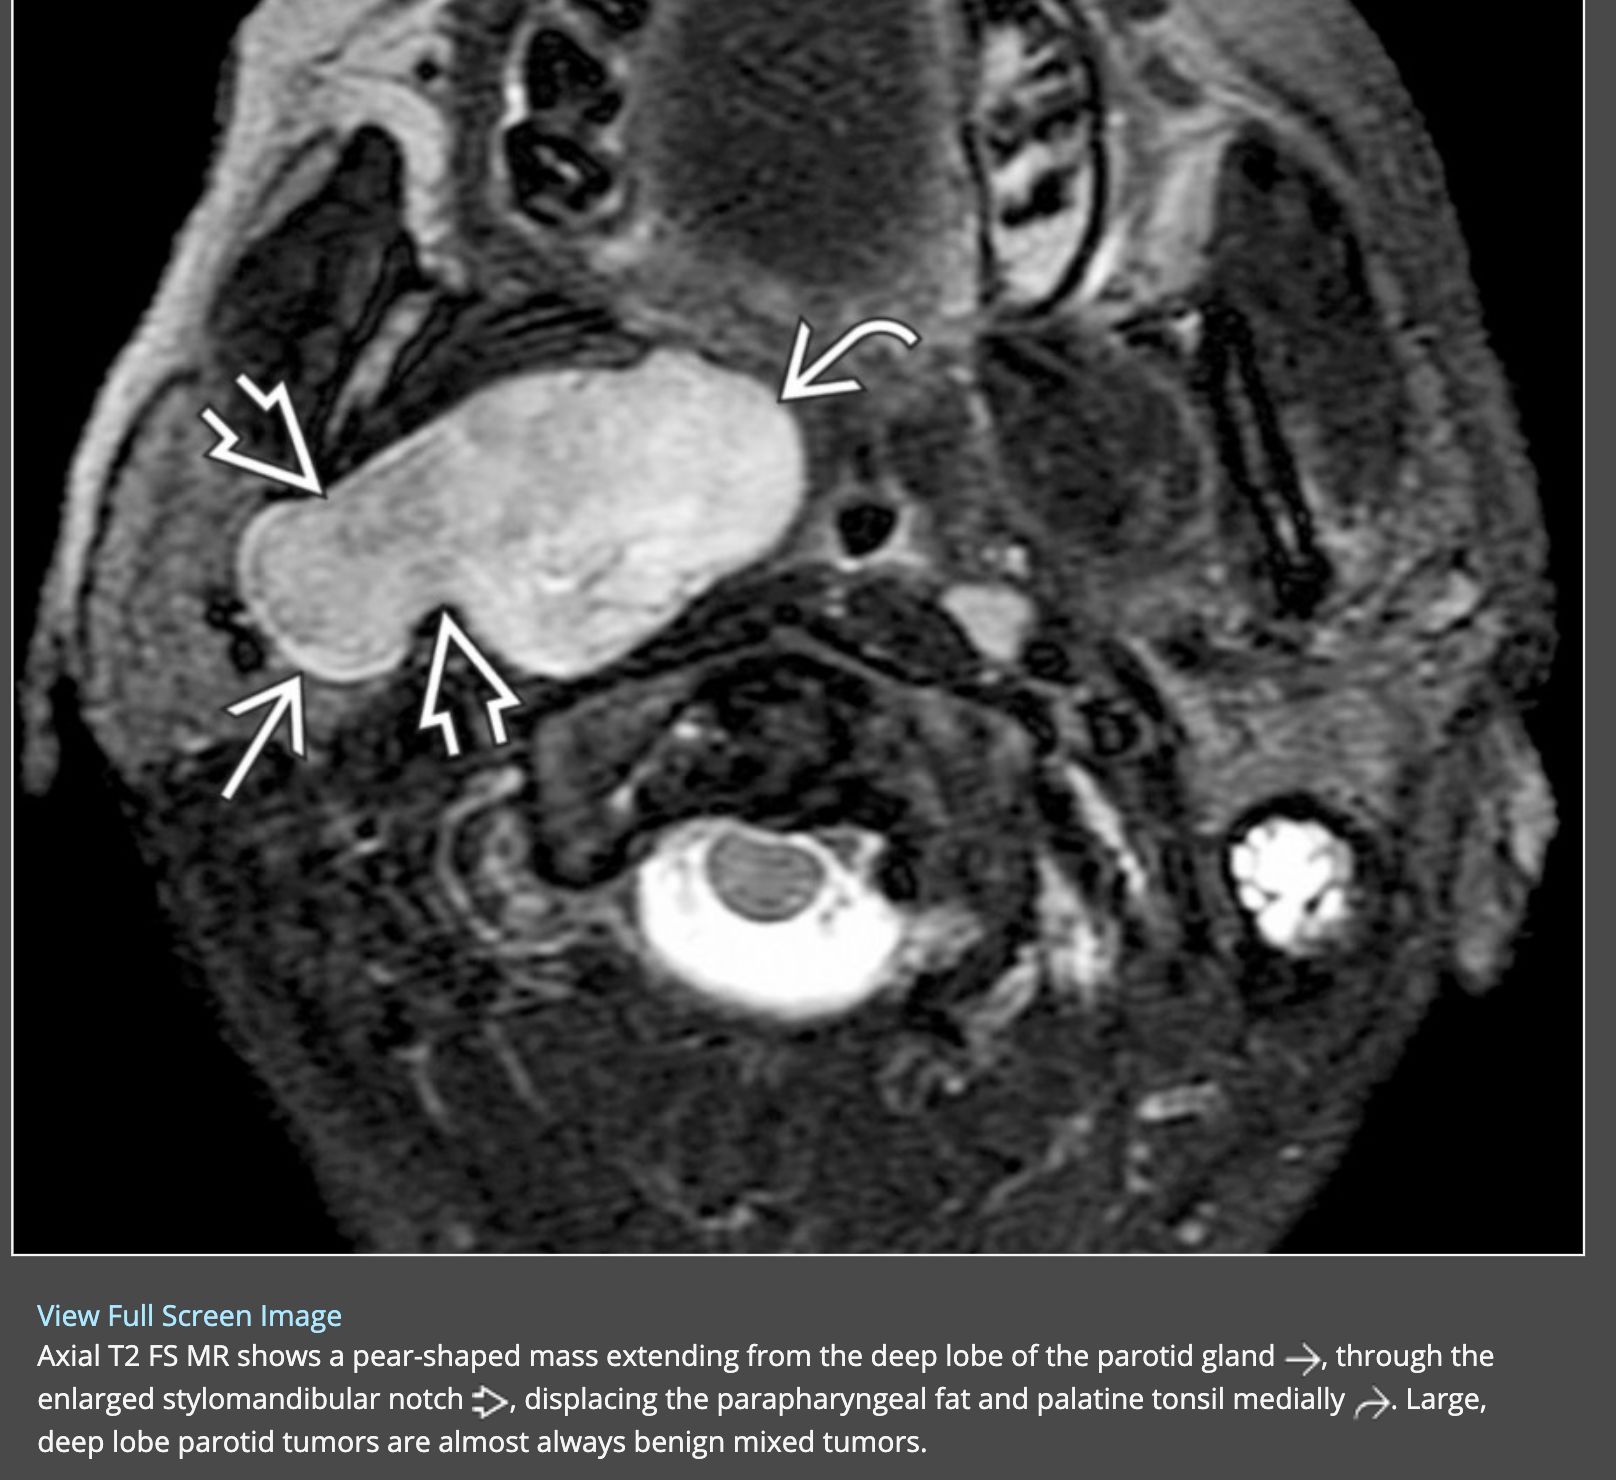 View Full Screen Image
Axial T2 FS MR shows a pear-shaped mass extending from the deep lobe of the parotid gland , through the
enlarged stylomandibular notch , displacing the parapharyngeal fat and palatine tonsil medially . Large,
deep lobe parotid tumors are almost always benign mixed tumors.